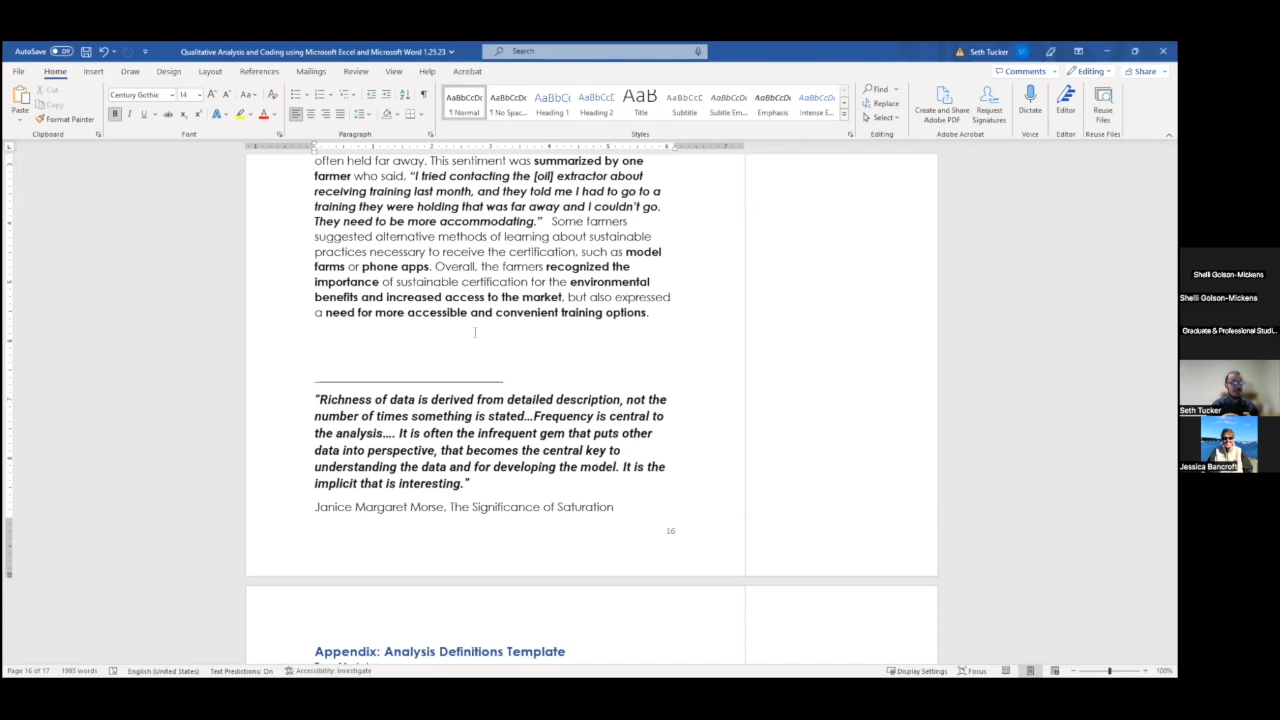 AutoSave Off Qualitative Analysis and Coding using Microsoft Excel and Microsoft Word 1.25.23 Search Seth Tucker ST
File Home Insert Draw Design Layout References Mailings Review View Help Acrobat Comments Editing Share
Paste Cut Copy Format Painter
Century Gothic 14
AaBbCcDc AaBbCcDc AaBbCc AaBbCcD AaB AaBbCcD AaBbCcDc AaBbCcDc AaBbCcDc
¶ Normal ¶ No Spac... Heading 1 Heading 2 Title Subtitle Subtle Em... Emphasis Intense E...
Find Replace Select
Create and Share Adobe PDF Request Signatures Dictate Editor Reuse Files
Clipboard Font Paragraph Styles Editing Adobe Acrobat Voice Editor Reuse Files
often held far away. This sentiment was summarized by one
farmer who said, “I tried contacting the [oil] extractor about
receiving training last month, and they told me I had to go to a
training they were holding that was far away and I couldn’t go.
They need to be more accommodating.” Some farmers
suggested alternative methods of learning about sustainable
practices necessary to receive the certification, such as model
farms or phone apps. Overall, the farmers recognized the
importance of sustainable certification for the environmental
benefits and increased access to the market, but also expressed
a need for more accessible and convenient training options.
“Richness of data is derived from detailed description, not the
number of times something is stated…Frequency is central to
the analysis…. It is often the infrequent gem that puts other
data into perspective, that becomes the central key to
understanding the data and for developing the model. It is the
implicit that is interesting.”
Janice Margaret Morse, The Significance of Saturation
16
Appendix: Analysis Definitions Template
Page 16 of 17 1993 words English (United States) Text Predictions: On Accessibility: Investigate Display Settings Focus 100%
Shelli Golson-Mickens
Shelli Golson-Mickens
Graduate & Professional Studi...
Seth Tucker
Jessica Bancroft